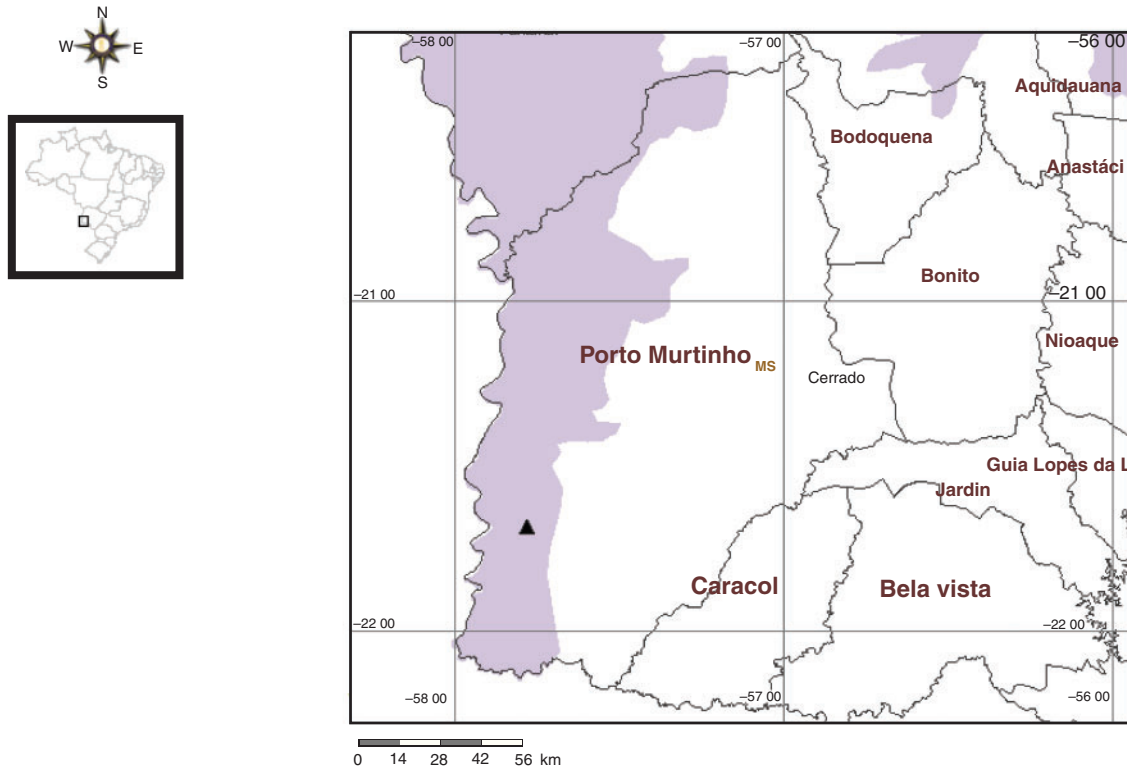 N
W E
S
–58 00
–57 00
–56 00
Aquidauana
Bodoquena
Anastáci
Bonito
–21 00
–21 00
Nioaque
Porto Murtinho MS
Cerrado
Guia Lopes da L
Jardin
Caracol
Bela vista
–22 00
–22 00
–58 00
–57 00
–56 00
0 14 28 42 56 km